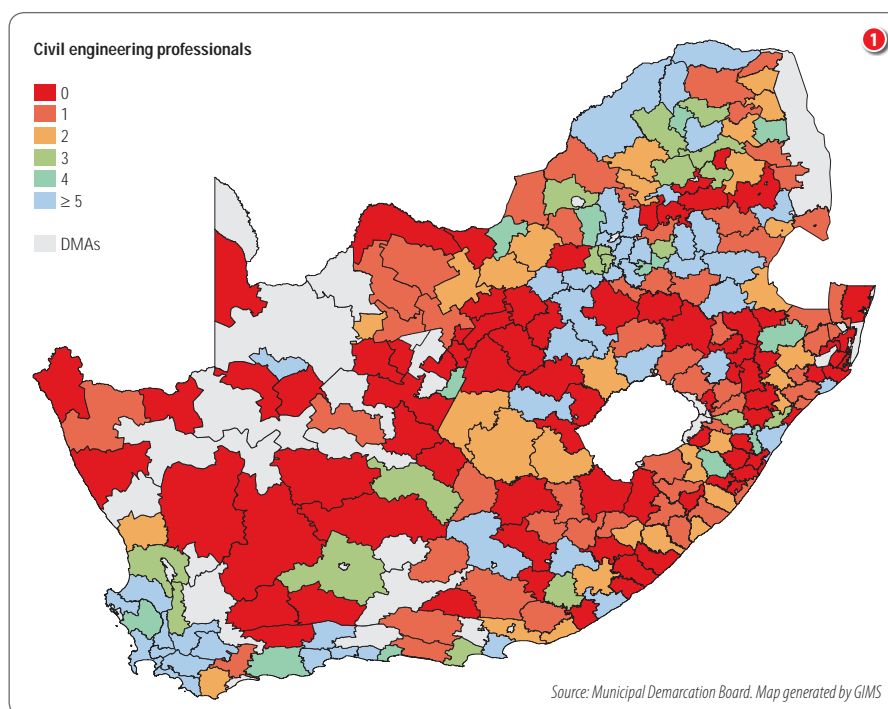 Civil engineering professionals
1
0
1
2
3
4
≥ 5
DMAs
Source: Municipal Demarcation Board. Map generated by GIMS